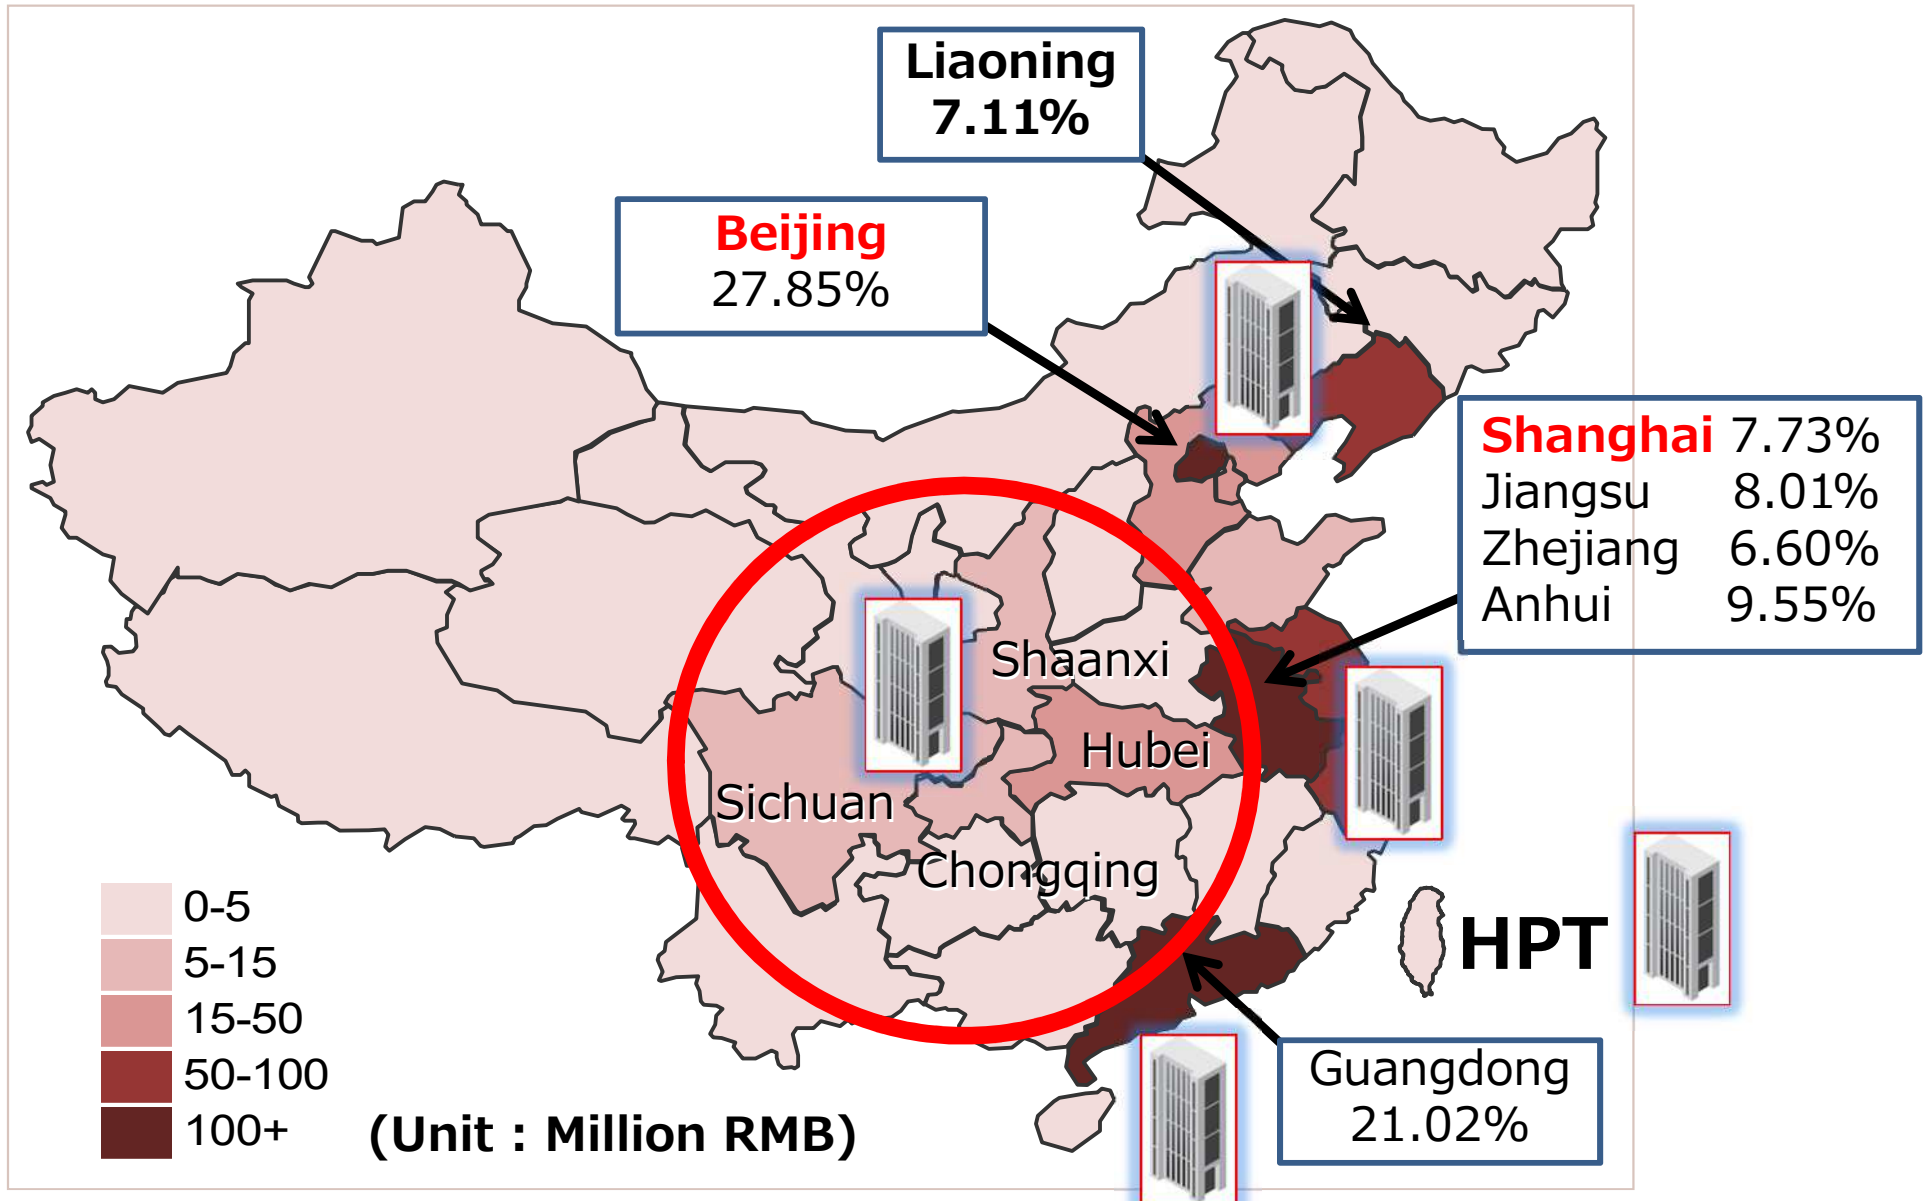 Liaoning
7.11%
Beijing
27.85%
Shanghai 7.73%
Jiangsu 8.01%
Zhejiang 6.60%
Anhui 9.55%
Shaanxi
Hubei
Sichuan
Chongqing
HPT
Guangdong
21.02%
0-5
5-15
15-50
50-100
100+
(Unit : Million RMB)